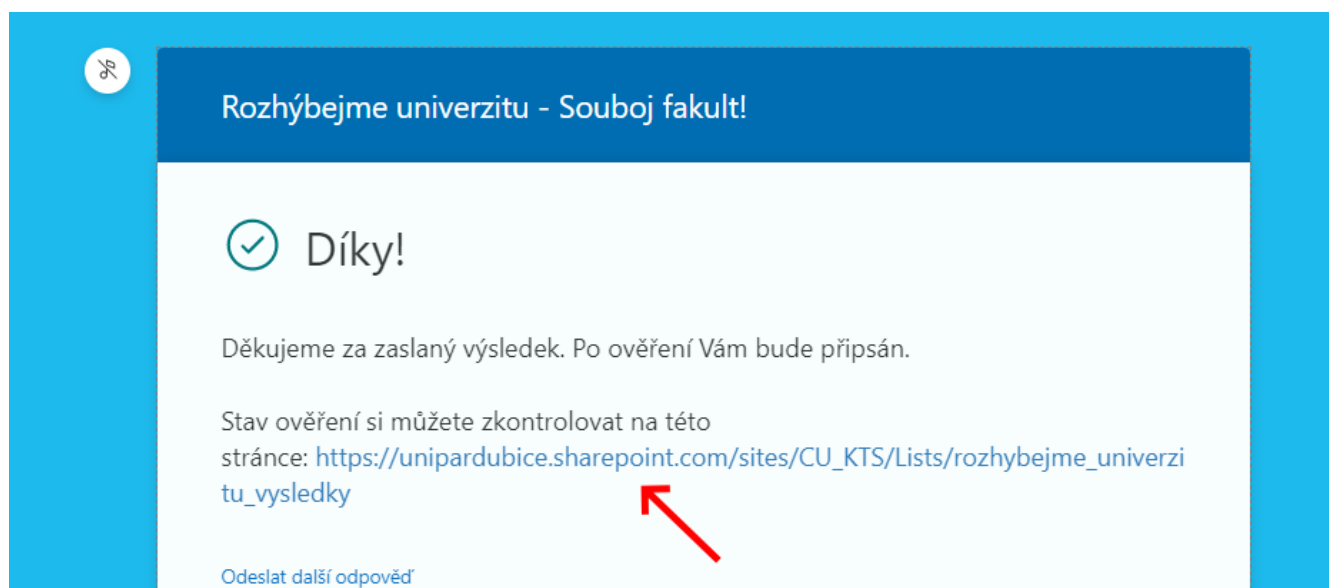 Rozhýbejme univerzitu - Souboj fakult!
Díky!
Děkujeme za zaslaný výsledek. Po ověření Vám bude připsán.
Stav ověření si můžete zkontrolovat na této
stránce: https://unipardubice.sharepoint.com/sites/CU_KTS/Lists/rozhybejme_univerzi
tu_vysledky
Odeslat další odpověď